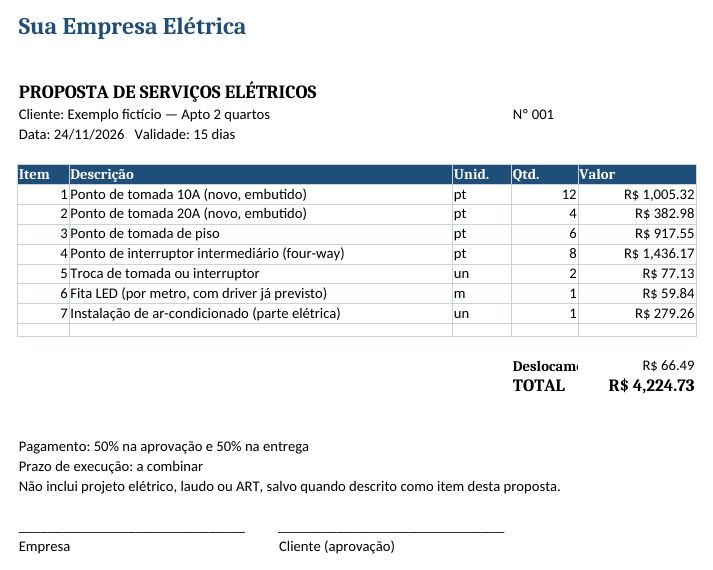 Sua Empresa Elétrica
PROPOSTA DE SERVIÇOS ELÉTRICOS
Cliente: Exemplo fictício — Apto 2 quartos Nº 001
Data: 24/11/2026 Validade: 15 dias
Item Descrição Unid. Qtd. Valor
1 Ponto de tomada 10A (novo, embutido) pt 12 R$ 1,005.32
2 Ponto de tomada 20A (novo, embutido) pt 4 R$ 382.98
3 Ponto de tomada de piso pt 6 R$ 917.55
4 Ponto de interruptor intermediário (four-way) pt 8 R$ 1,436.17
5 Troca de tomada ou interruptor un 2 R$ 77.13
6 Fita LED (por metro, com driver já previsto) m 1 R$ 59.84
7 Instalação de ar-condicionado (parte elétrica) un 1 R$ 279.26
Deslocam R$ 66.49
TOTAL R$ 4,224.73
Pagamento: 50% na aprovação e 50% na entrega
Prazo de execução: a combinar
Não inclui projeto elétrico, laudo ou ART, salvo quando descrito como item desta proposta.
Empresa Cliente (aprovação)